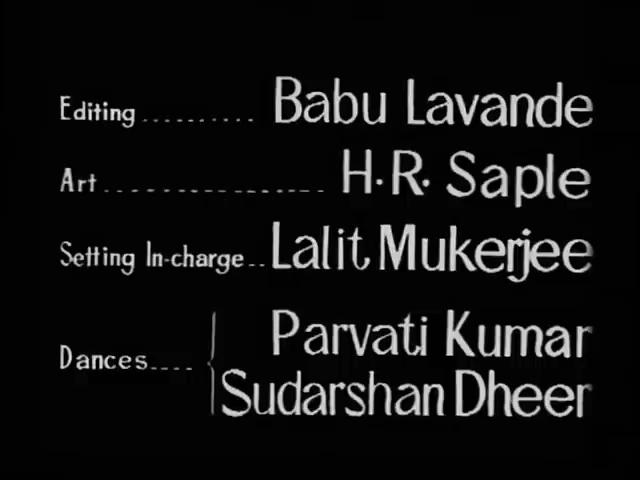 Editing .......... Babu Lavande
Art .................... H.R. Saple
Setting In-charge .. Lalit Mukerjee
Parvati Kumar
Dances .... {
Sudarshan Dheer